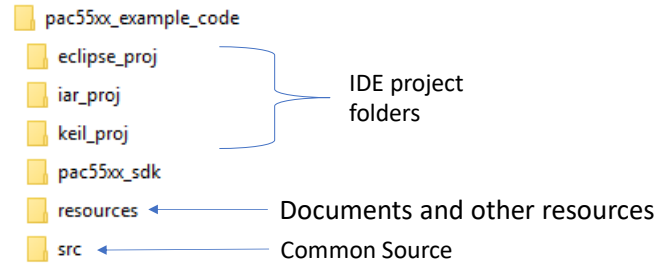 pac55xx_example_code
eclipse_proj
iar_proj
keil_proj
IDE project
folders
pac55xx_sdk
resources
Documents and other resources
src
Common Source